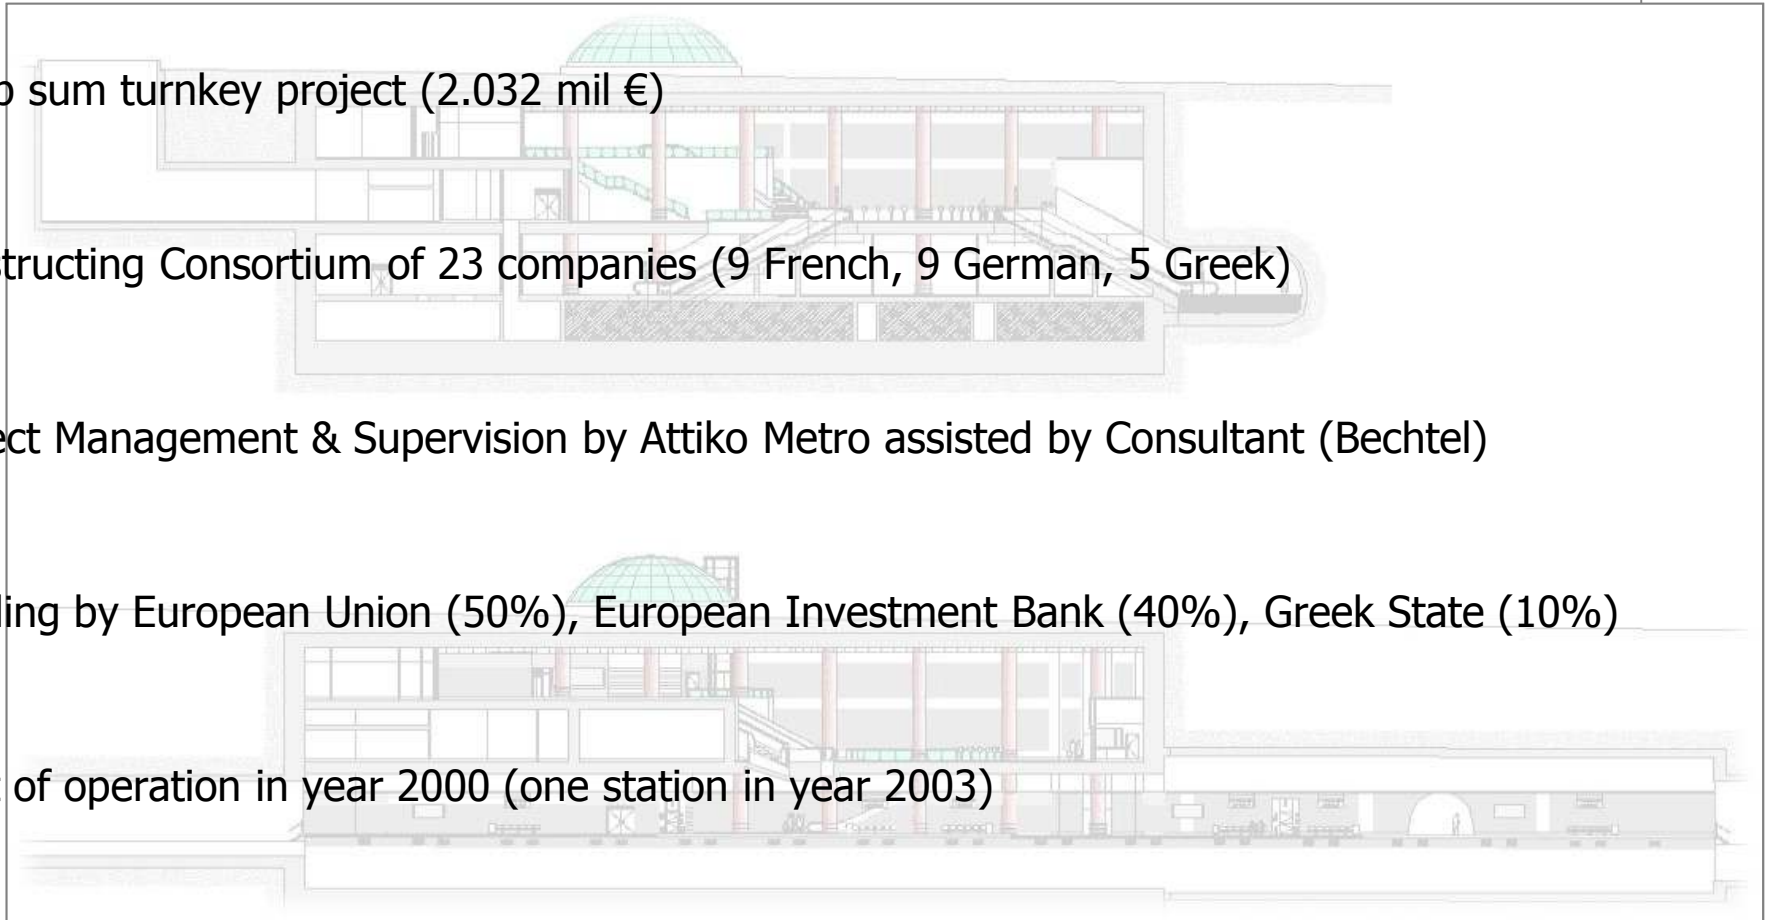 sum turnkey project (2.032 mil €)
structing Consortium of 23 companies (9 French, 9 German, 5 Greek)
ect Management & Supervision by Attiko Metro assisted by Consultant (Bechtel)
ling by European Union (50%), European Investment Bank (40%), Greek State (10%)
of operation in year 2000 (one station in year 2003)